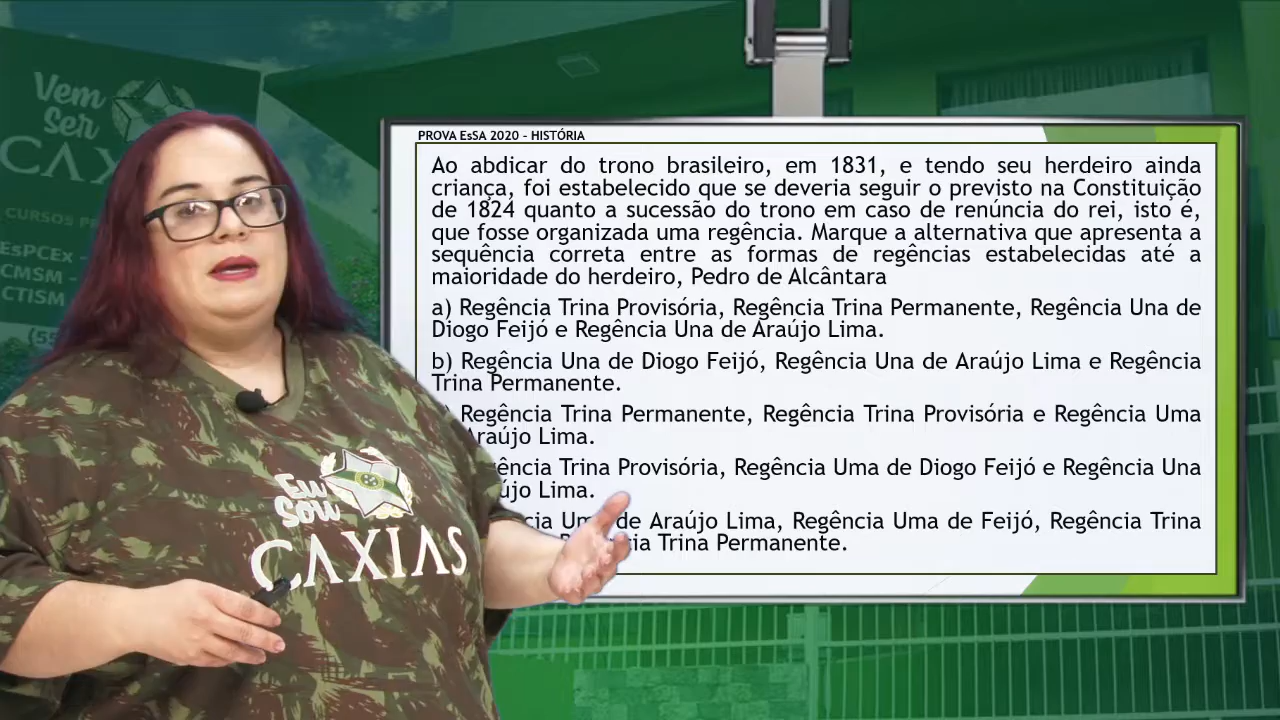 Vem
Ser
CURSOS
EsPCEx -
CMSM -
CTISM
PROVA EsSA 2020 - HISTÓRIA
Ao abdicar do trono brasileiro, em 1831, e tendo seu herdeiro ainda
criança, foi estabelecido que se deveria seguir o previsto na Constituição
de 1824 quanto a sucessão do trono em caso de renúncia do rei, isto é,
que fosse organizada uma regência. Marque a alternativa que apresenta a
sequência correta entre as formas de regências estabelecidas até a
maioridade do herdeiro, Pedro de Alcântara
a) Regência Trina Provisória, Regência Trina Permanente, Regência Una de
Diogo Feijó e Regência Una de Araújo Lima.
b) Regência Una de Diogo Feijó, Regência Una de Araújo Lima e Regência
Trina Permanente.
Regência Trina Permanente, Regência Trina Provisória e Regência Uma
Araújo Lima.
Trina Provisória, Regência Uma de Diogo Feijó e Regência Una
Lima.
de Araújo Lima, Regência Uma de Feijó, Regência Trina
Trina Permanente.
Eu
Sou
CAXIAS